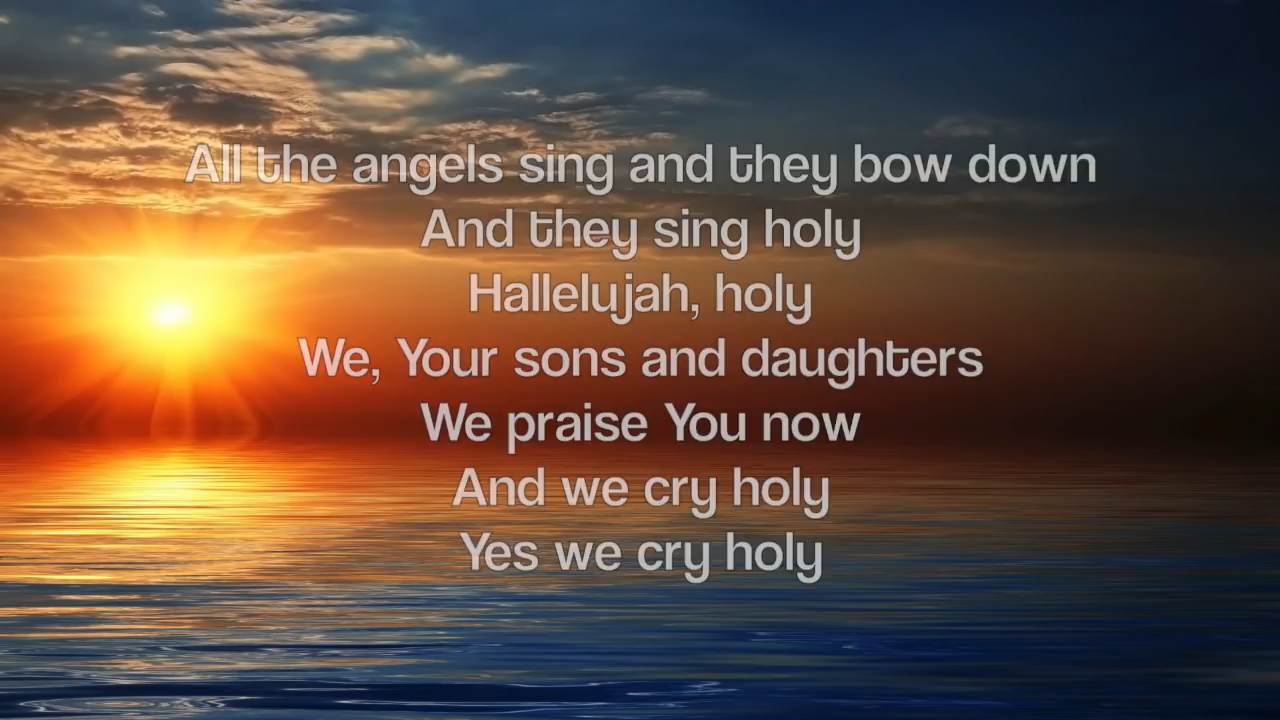 All the angels sing and they bow down
And they sing holy
Hallelujah, holy
We, Your sons and daughters
We praise You now
And we cry holy
Yes we cry holy